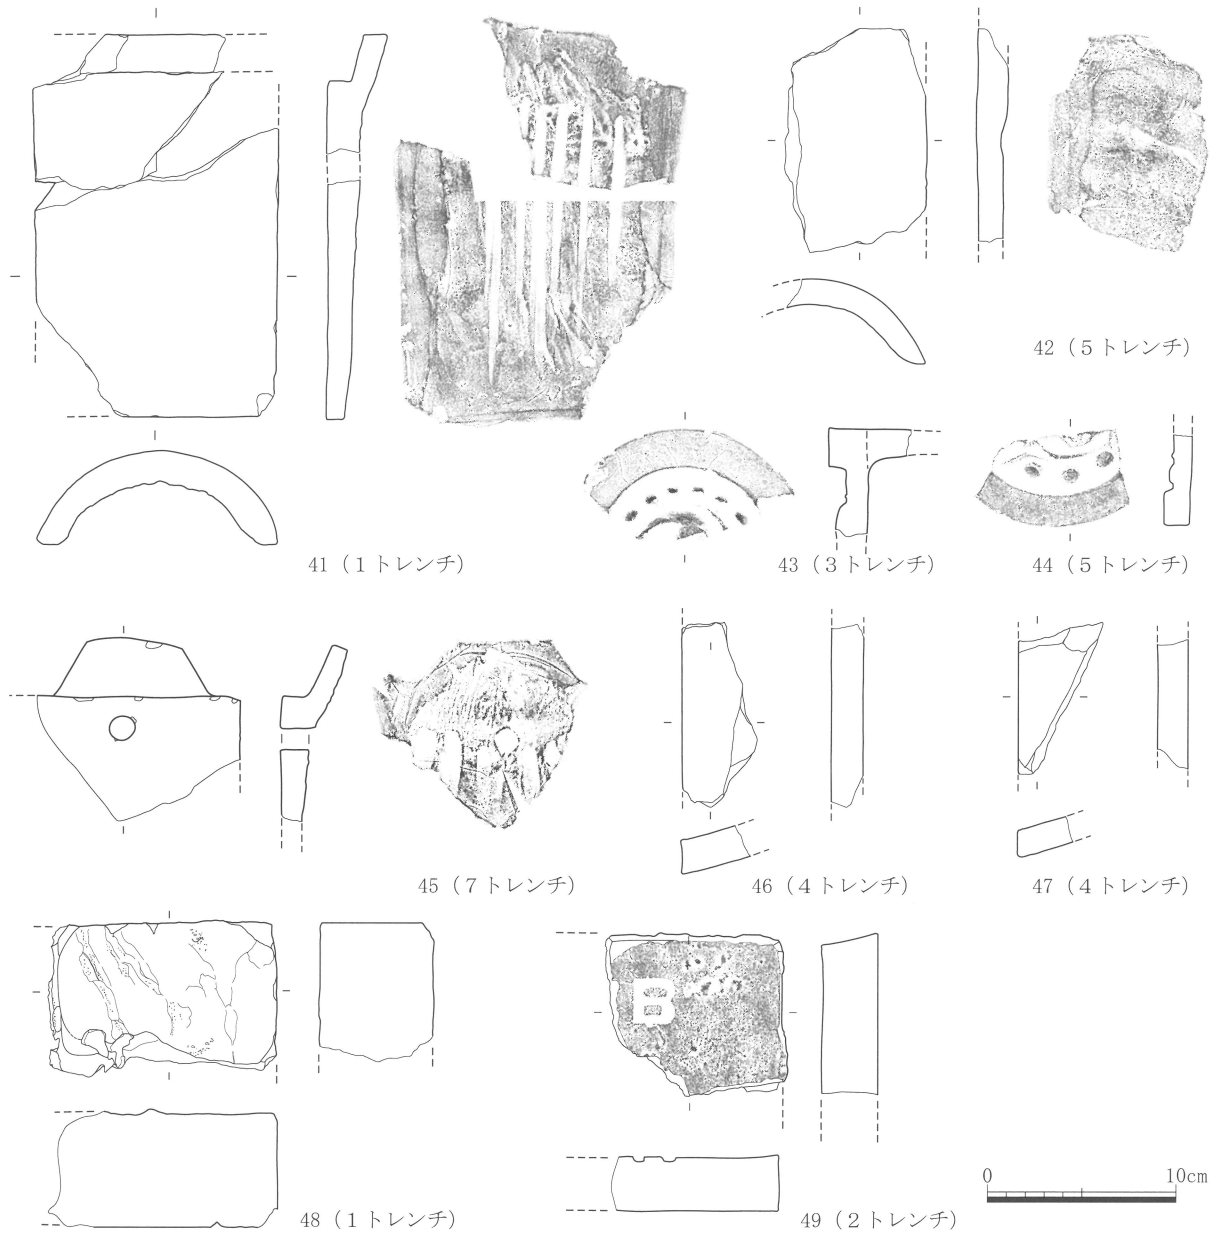 42（５トレンチ）
41（１トレンチ）
43（３トレンチ）
44（５トレンチ）
45（７トレンチ）
46（４トレンチ）
47（４トレンチ）
B
48（１トレンチ）
49（２トレンチ）
0 10cm